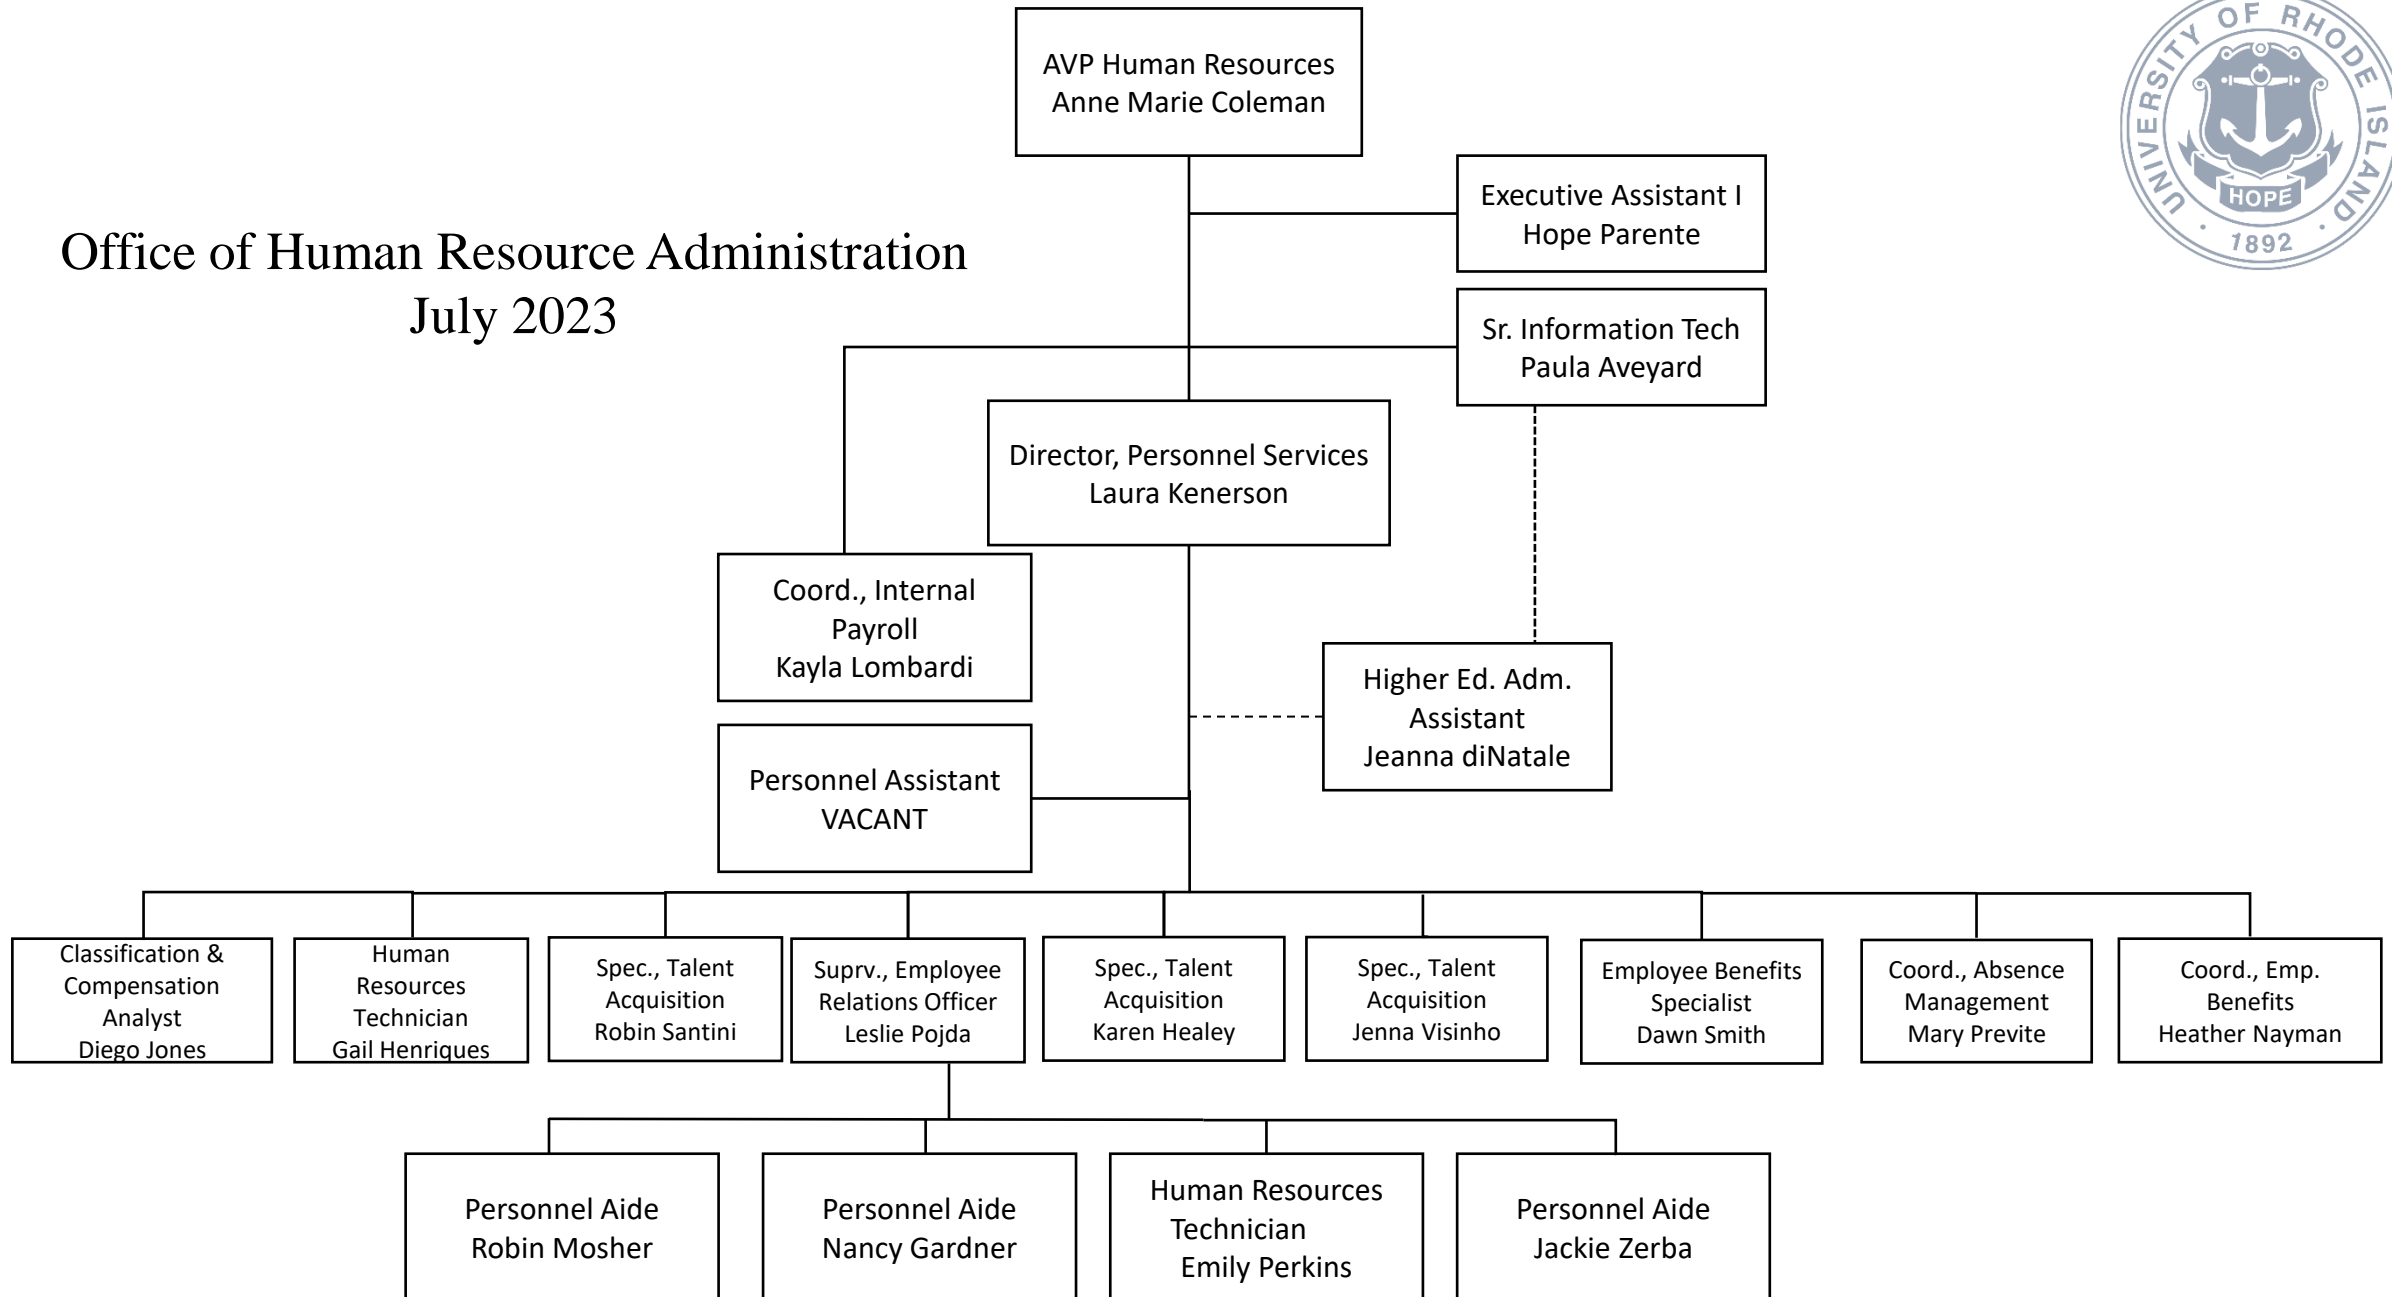 AVP Human Resources
Anne Marie Coleman
UNIVERSITY OF RHODE ISLAND
HOPE
1892
Executive Assistant I
Hope Parente
Office of Human Resource Administration
July 2023
Sr. Information Tech
Paula Aveyard
Director, Personnel Services
Laura Kenerson
Coord., Internal
Payroll
Kayla Lombardi
Higher Ed. Adm.
Assistant
Jeanna diNatale
Personnel Assistant
VACANT
Classification &
Compensation
Analyst
Diego Jones
Human
Resources
Technician
Gail Henriques
Spec., Talent
Acquisition
Robin Santini
Suprv., Employee
Relations Officer
Leslie Pojda
Spec., Talent
Acquisition
Karen Healey
Spec., Talent
Acquisition
Jenna Visinho
Employee Benefits
Specialist
Dawn Smith
Coord., Absence
Management
Mary Previte
Coord., Emp.
Benefits
Heather Nayman
Personnel Aide
Robin Mosher
Personnel Aide
Nancy Gardner
Human Resources
Technician
Emily Perkins
Personnel Aide
Jackie Zerba